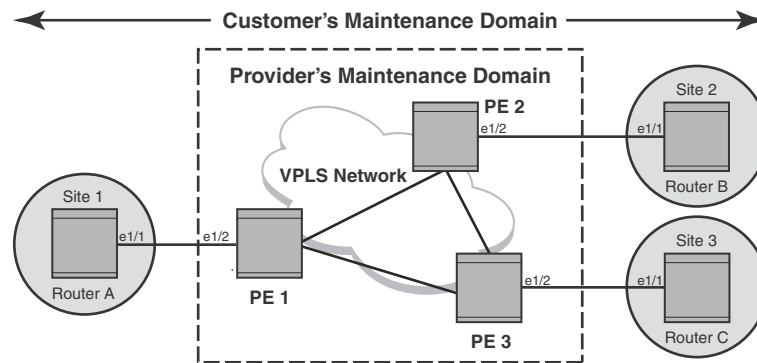 Customer's Maintenance Domain
Provider's Maintenance Domain
Site 2
PE 2
e1/2
e1/1
VPLS Network
Router B
Site 1
e1/1
e1/2
Router A
PE 1
Site 3
e1/2
e1/1
PE 3
Router C